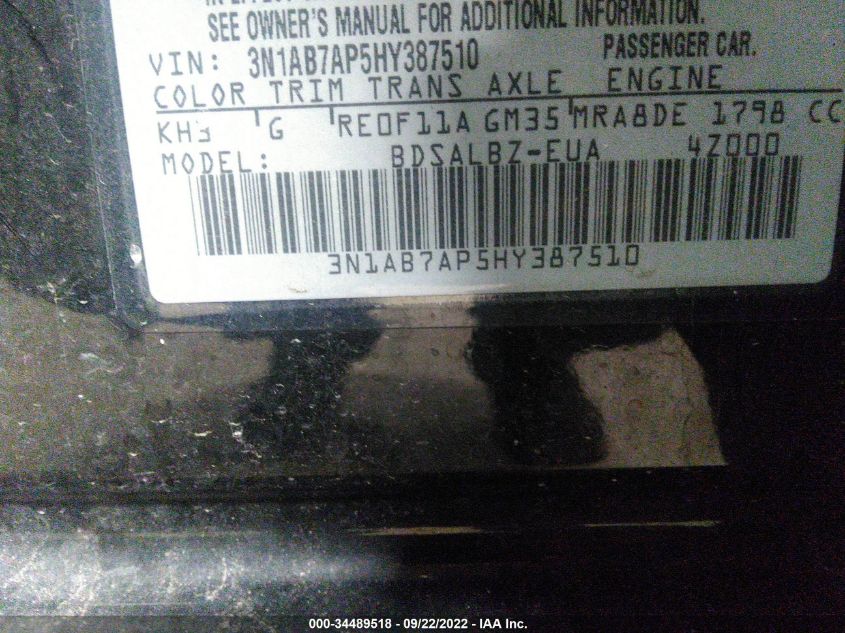 SEE OWNER'S MANUAL FOR ADDITIONAL INFORMATION.
VIN: 3N1AB7AP5HY387510 PASSENGER CAR.
COLOR TRIM TRANS AXLE ENGINE
KH3 G RE0F11A GM35 MRA8DE 1798 CC
MODEL: BDSALBZ-EUA 4Z000
3N1AB7AP5HY387510
000-34489518 - 09/22/2022 - IAA Inc.